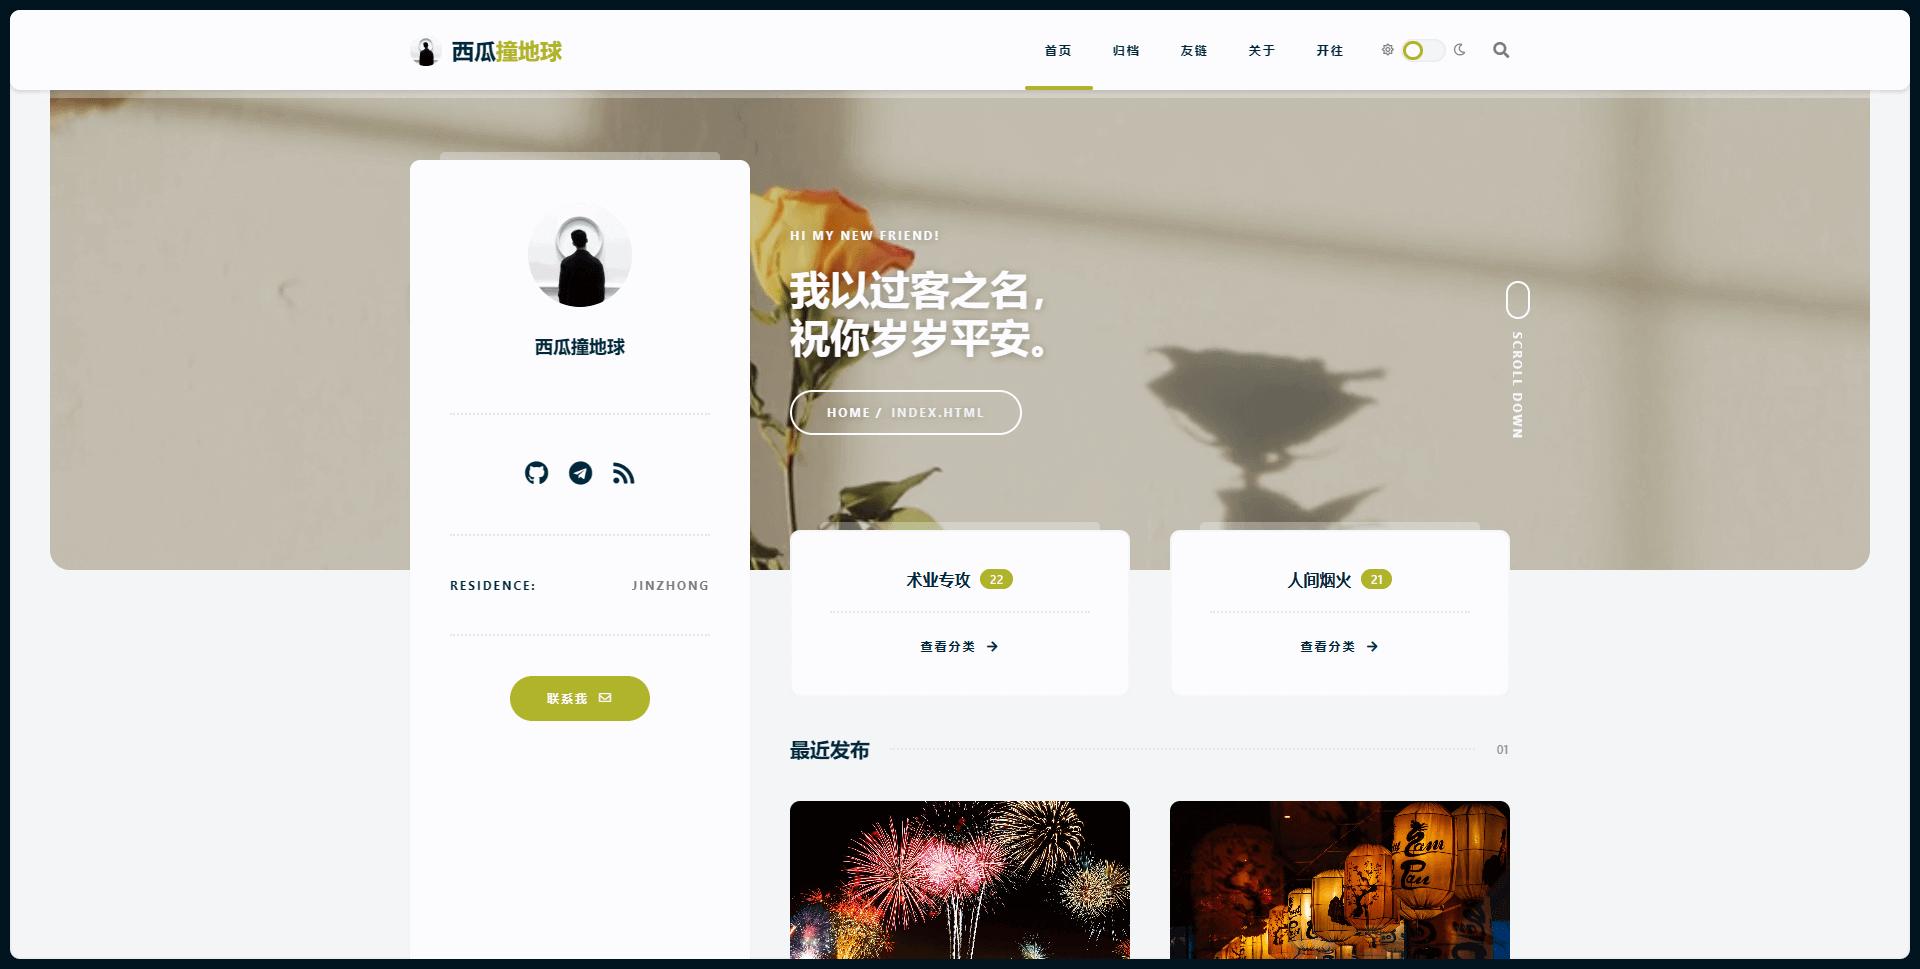 西瓜撞地球
首页
归档
友链
关于
开往
HI MY NEW FRIEND!
我以过客之名，
祝你岁岁平安。
HOME / INDEX.HTML
SCROLL DOWN
西瓜撞地球
RESIDENCE: JINZHONG
联系我
术业专攻 22
查看分类
人间烟火 21
查看分类
最近发布
01